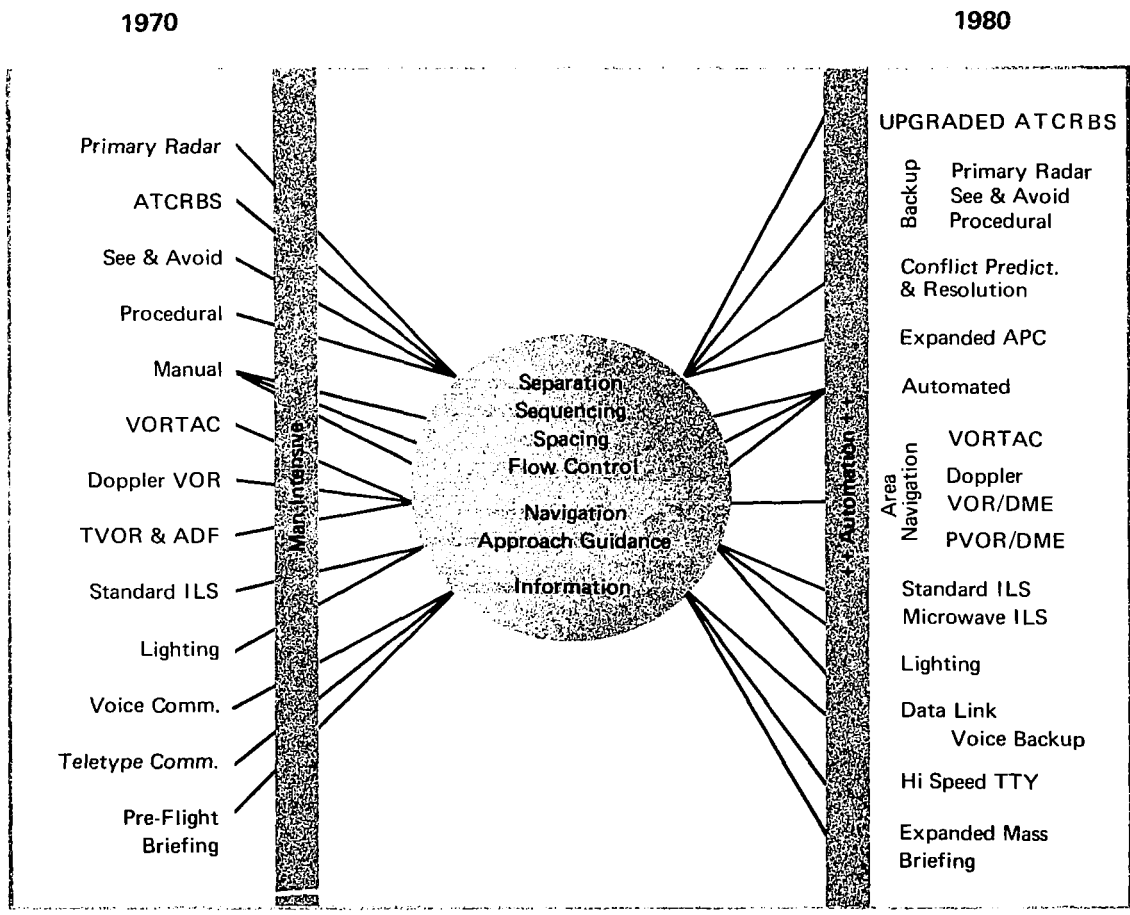 1970
1980
Primary Radar
ATCRBS
See & Avoid
Procedural
Manual
VORTAC
Doppler VOR
TVOR & ADF
Standard ILS
Lighting
Voice Comm.
Teletype Comm.
Pre-Flight
Briefing
Man-Intensive
Separation
Sequencing
Spacing
Flow Control
Navigation
Approach Guidance
Information
++ Automation ++
UPGRADED ATCRBS
Backup
Primary Radar
See & Avoid
Procedural
Conflict Predict.
& Resolution
Expanded APC
Automated
Area
Navigation
VORTAC
Doppler
VOR/DME
PVOR/DME
Standard ILS
Microwave ILS
Lighting
Data Link
Voice Backup
Hi Speed TTY
Expanded Mass
Briefing